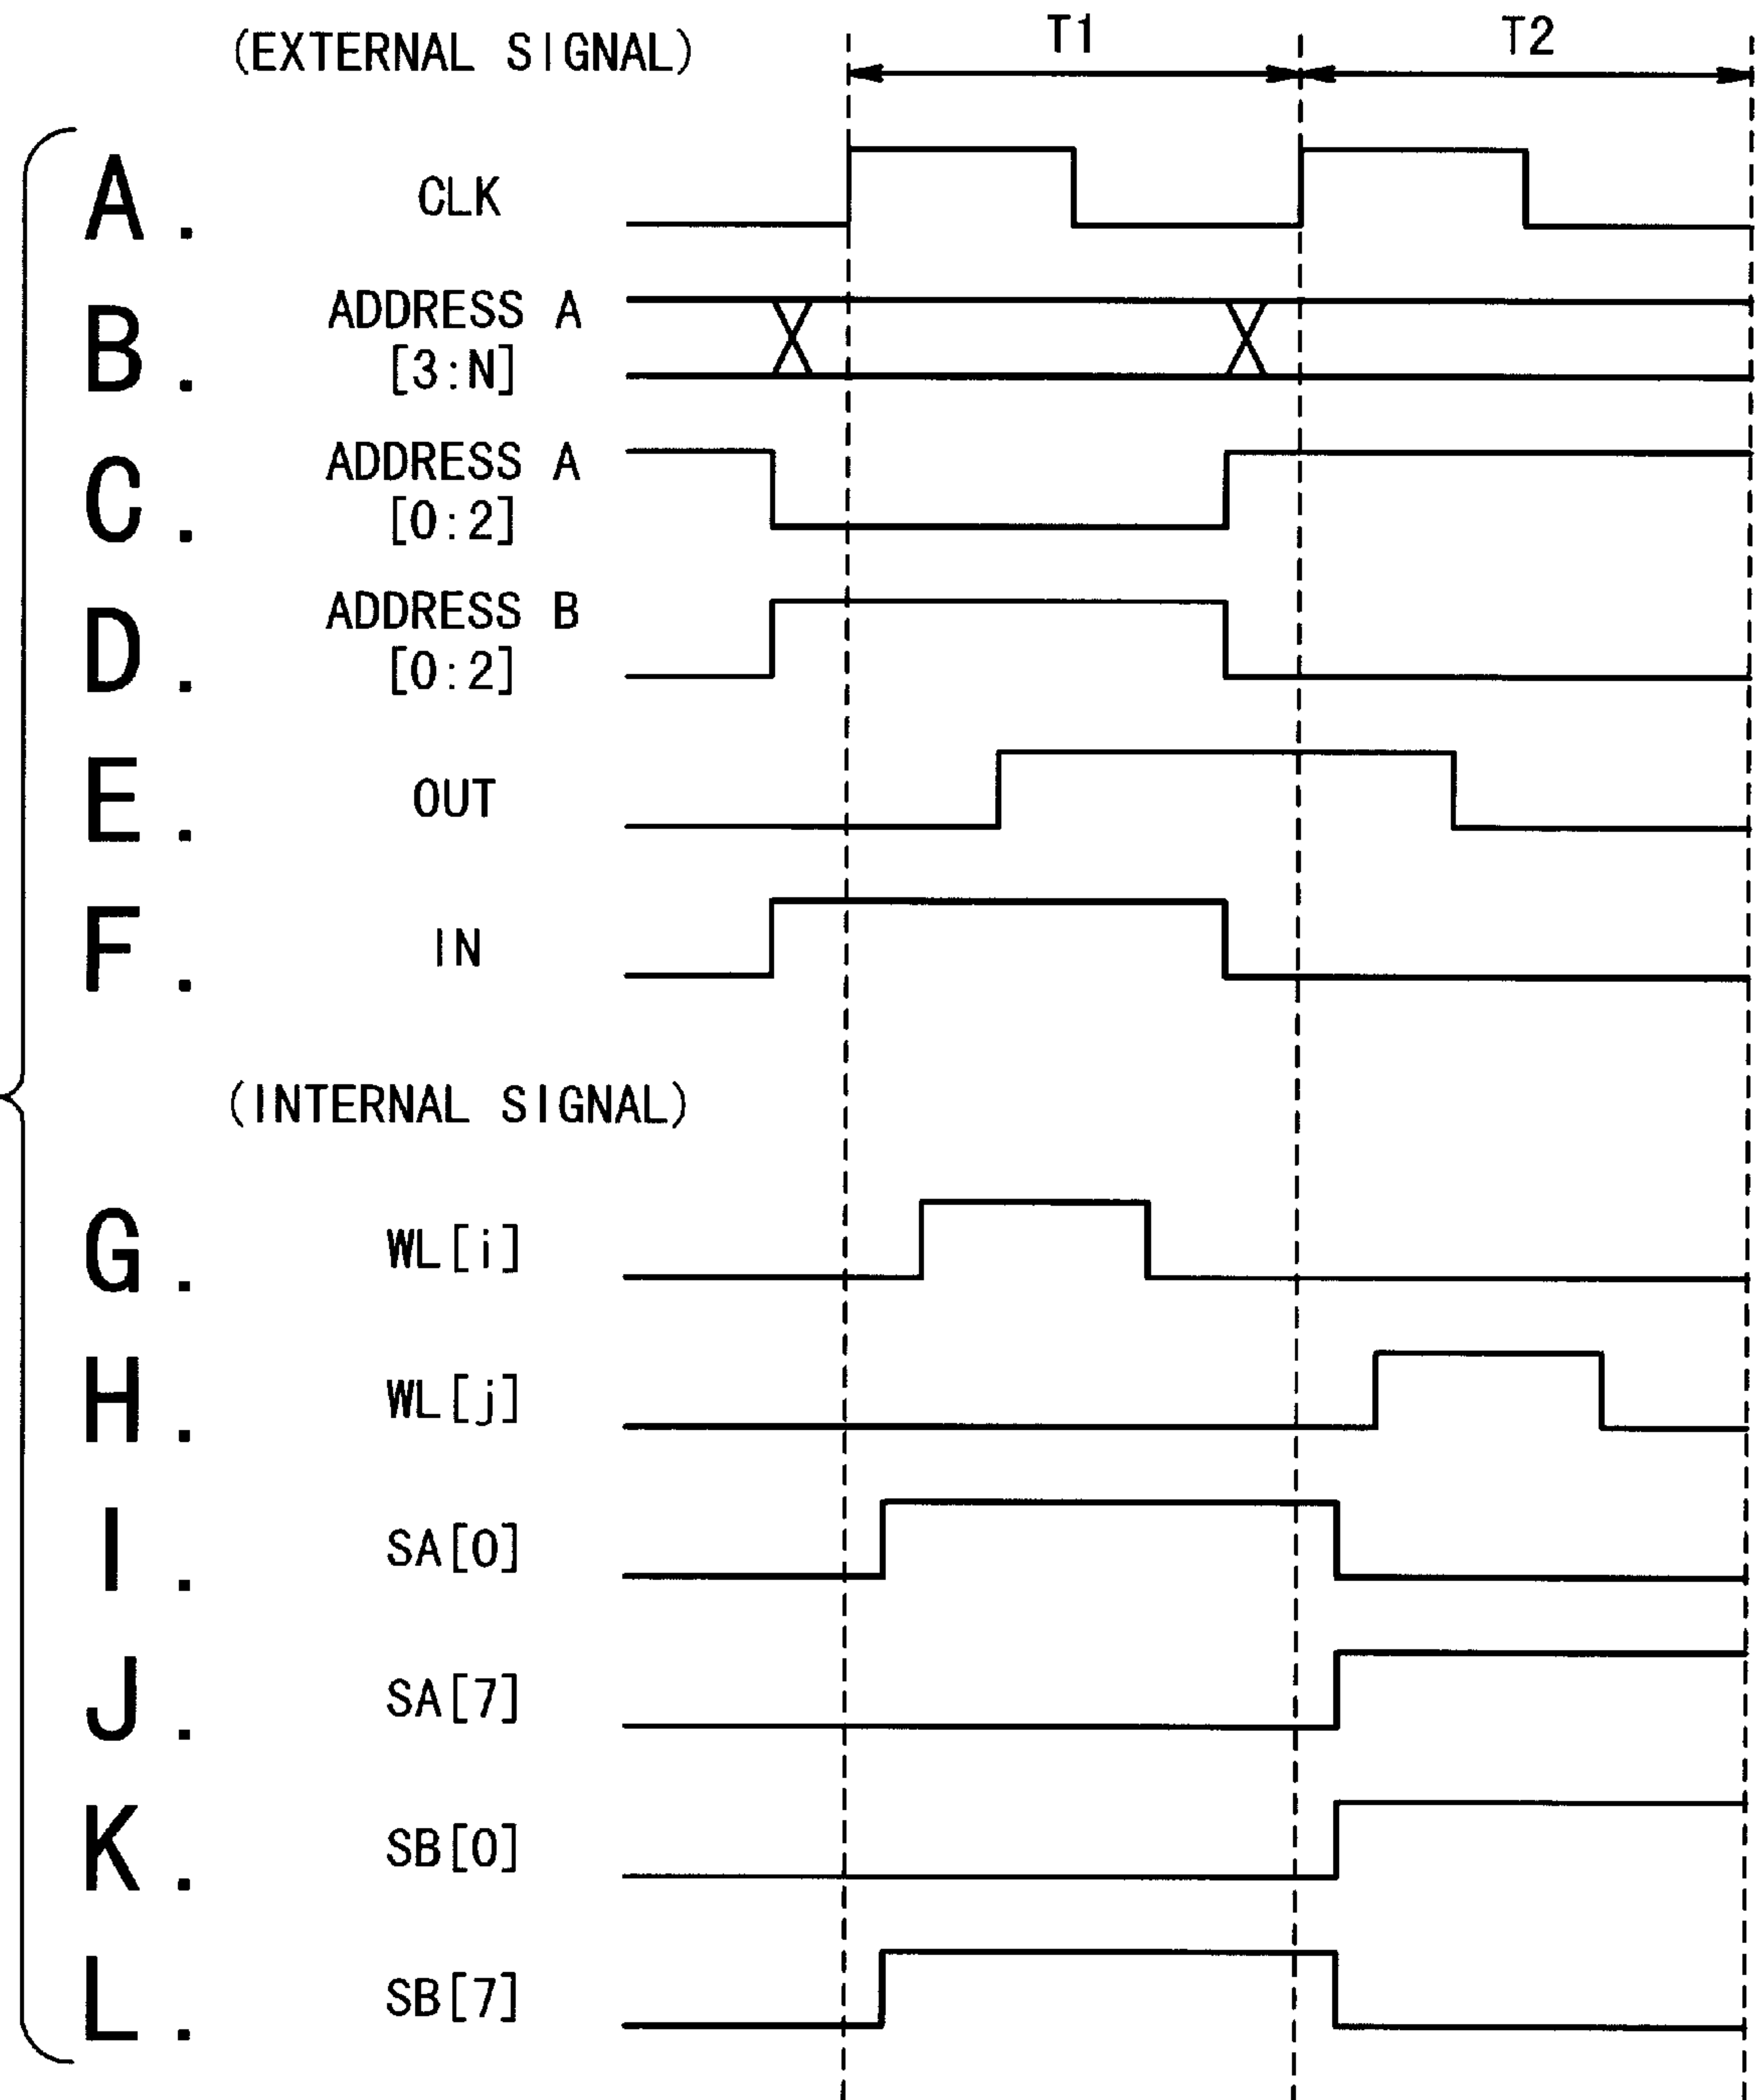 (EXTERNAL SIGNAL)
T1
T2
A. CLK
B. ADDRESS A
[3:N]
C. ADDRESS A
[0:2]
D. ADDRESS B
[0:2]
E. OUT
F. IN
(INTERNAL SIGNAL)
G. WL[i]
H. WL[j]
I. SA[0]
J. SA[7]
K. SB[0]
L. SB[7]